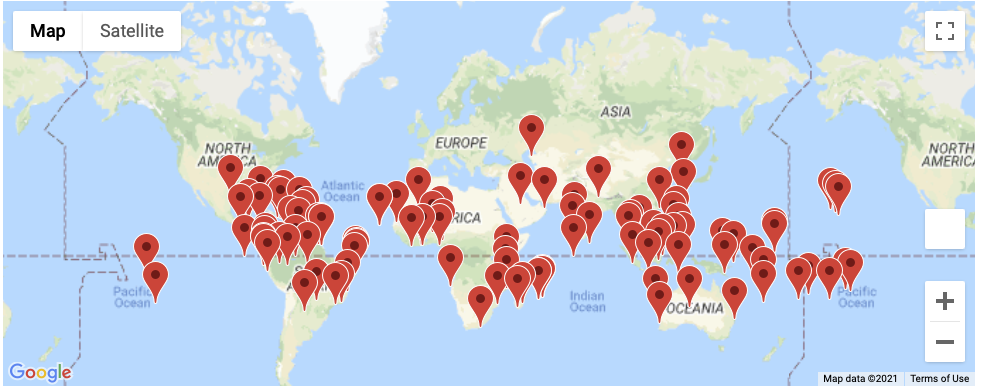 Map Satellite
ASIA
EUROPE
NORTH
AMERICA
NORTH
AMERICA
Atlantic
Ocean
RICA
Pacific
Ocean
Indian
Ocean
OCEANIA
Pacific
Ocean
+
−
Google
Map data ©2021 Terms of Use